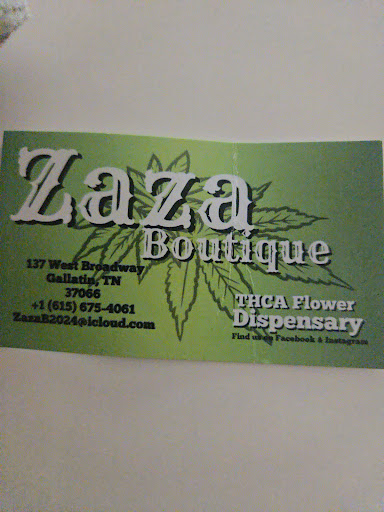 Zaza
Boutique
137 West Broadway
Gallatin, TN
37066
+1 (615) 675-4061
ZazaB2024@icloud.com
THCA Flower
Dispensary
Find us on Facebook & Instagram